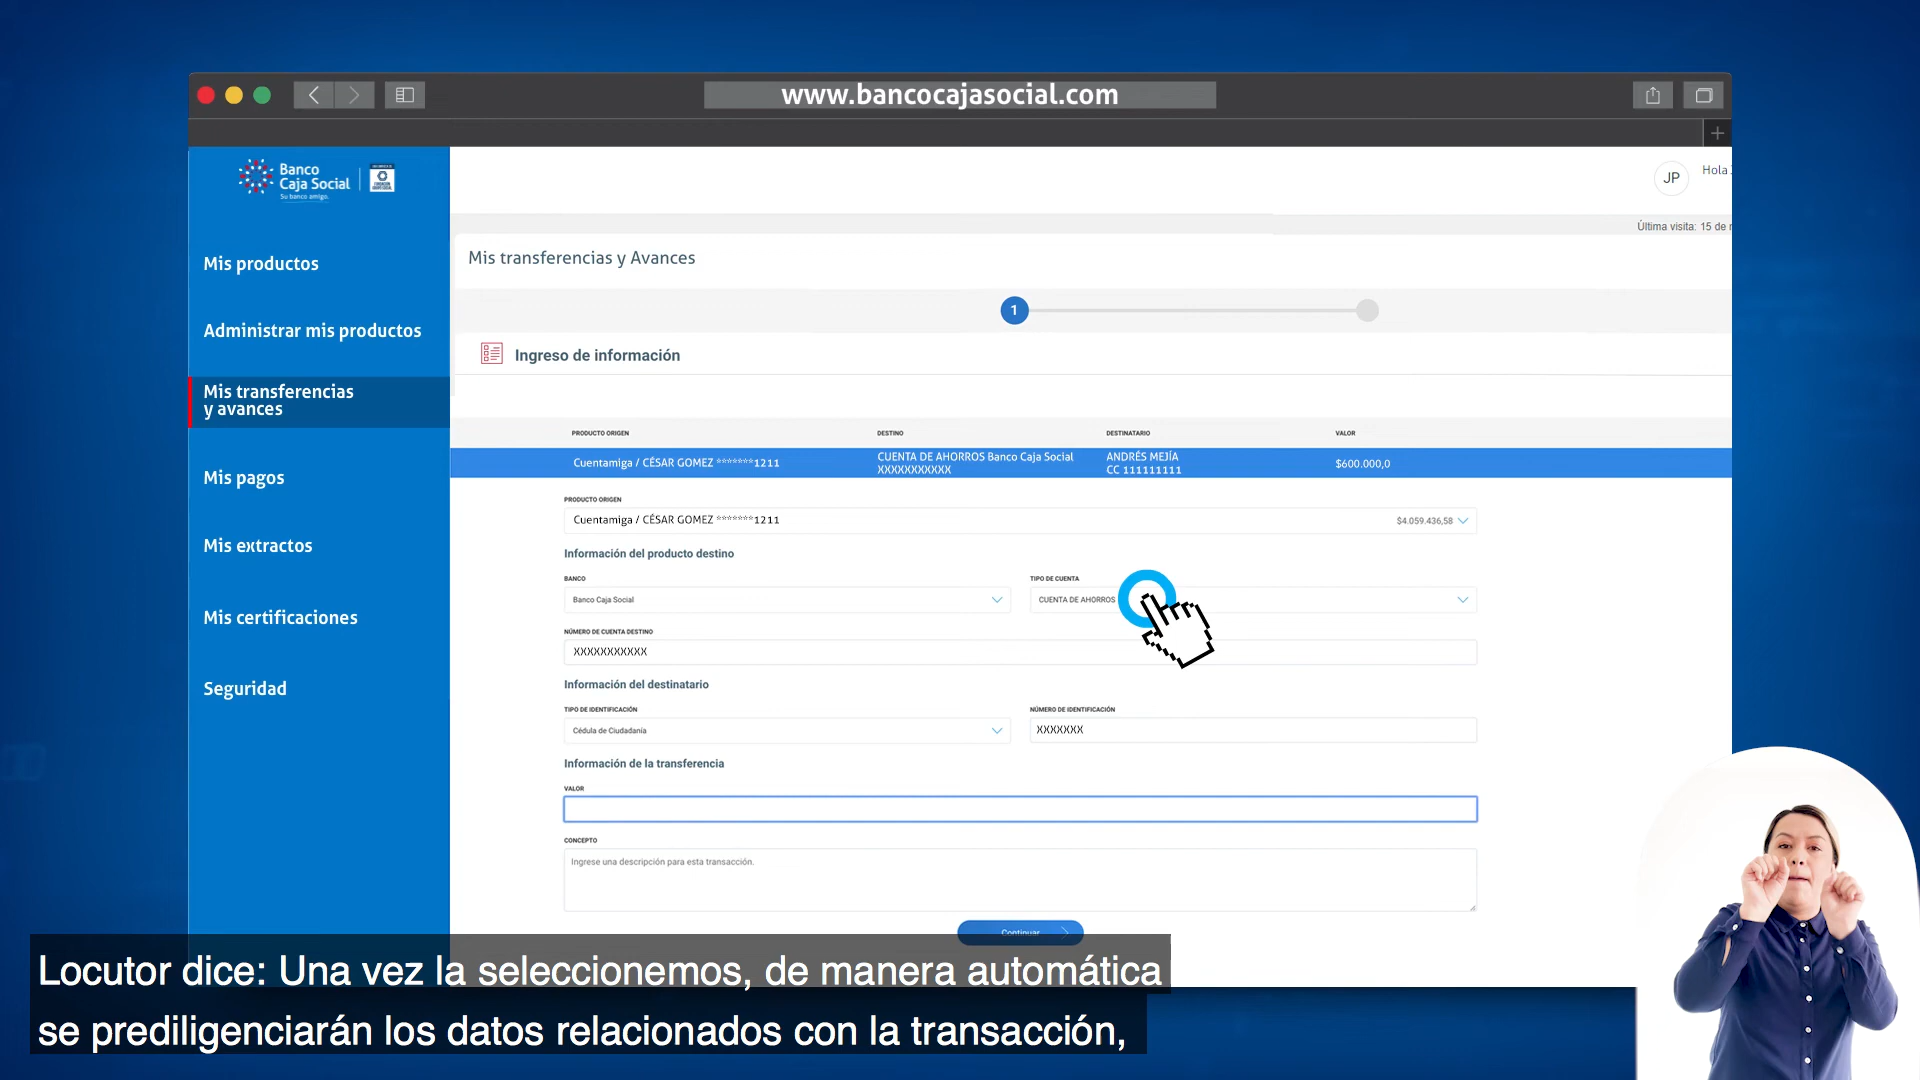 www.bancocajasocial.com
Banco
Caja Social
Su banco amigo.
JP
Hola
Última visita: 15 de
Mis productos
Administrar mis productos
Mis transferencias
y avances
Mis pagos
Mis extractos
Mis certificaciones
Seguridad
Mis transferencias y Avances
1
Ingreso de información
PRODUCTO ORIGEN DESTINO DESTINATARIO VALOR
Cuentamiga / CÉSAR GOMEZ *******1211 CUENTA DE AHORROS Banco Caja Social ANDRÉS MEJÍA $600.000,0
XXXXXXXXXXX CC 111111111
PRODUCTO ORIGEN
Cuentamiga / CÉSAR GOMEZ *******1211 $4.059.436,58
Información del producto destino
BANCO TIPO DE CUENTA
Banco Caja Social CUENTA DE AHORROS
NÚMERO DE CUENTA DESTINO
XXXXXXXXXXX
Información del destinatario
TIPO DE IDENTIFICACIÓN NÚMERO DE IDENTIFICACIÓN
Cédula de Ciudadanía XXXXXXX
Información de la transferencia
VALOR
CONCEPTO
Ingrese una descripción para esta transacción.
Continuar
Locutor dice: Una vez la seleccionemos, de manera automática
se prediligenciarán los datos relacionados con la transacción,